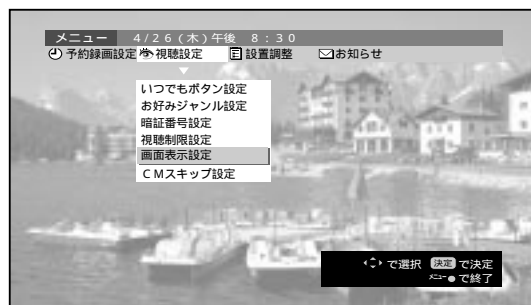 メニュー 4/26(木)午後 8:30
予約録画設定 視聴設定 設置調整 お知らせ
いつでもボタン設定
お好みジャンル設定
暗証番号設定
視聴制限設定
画面表示設定
CMスキップ設定
で選択 決定 で決定
メニュー で終了